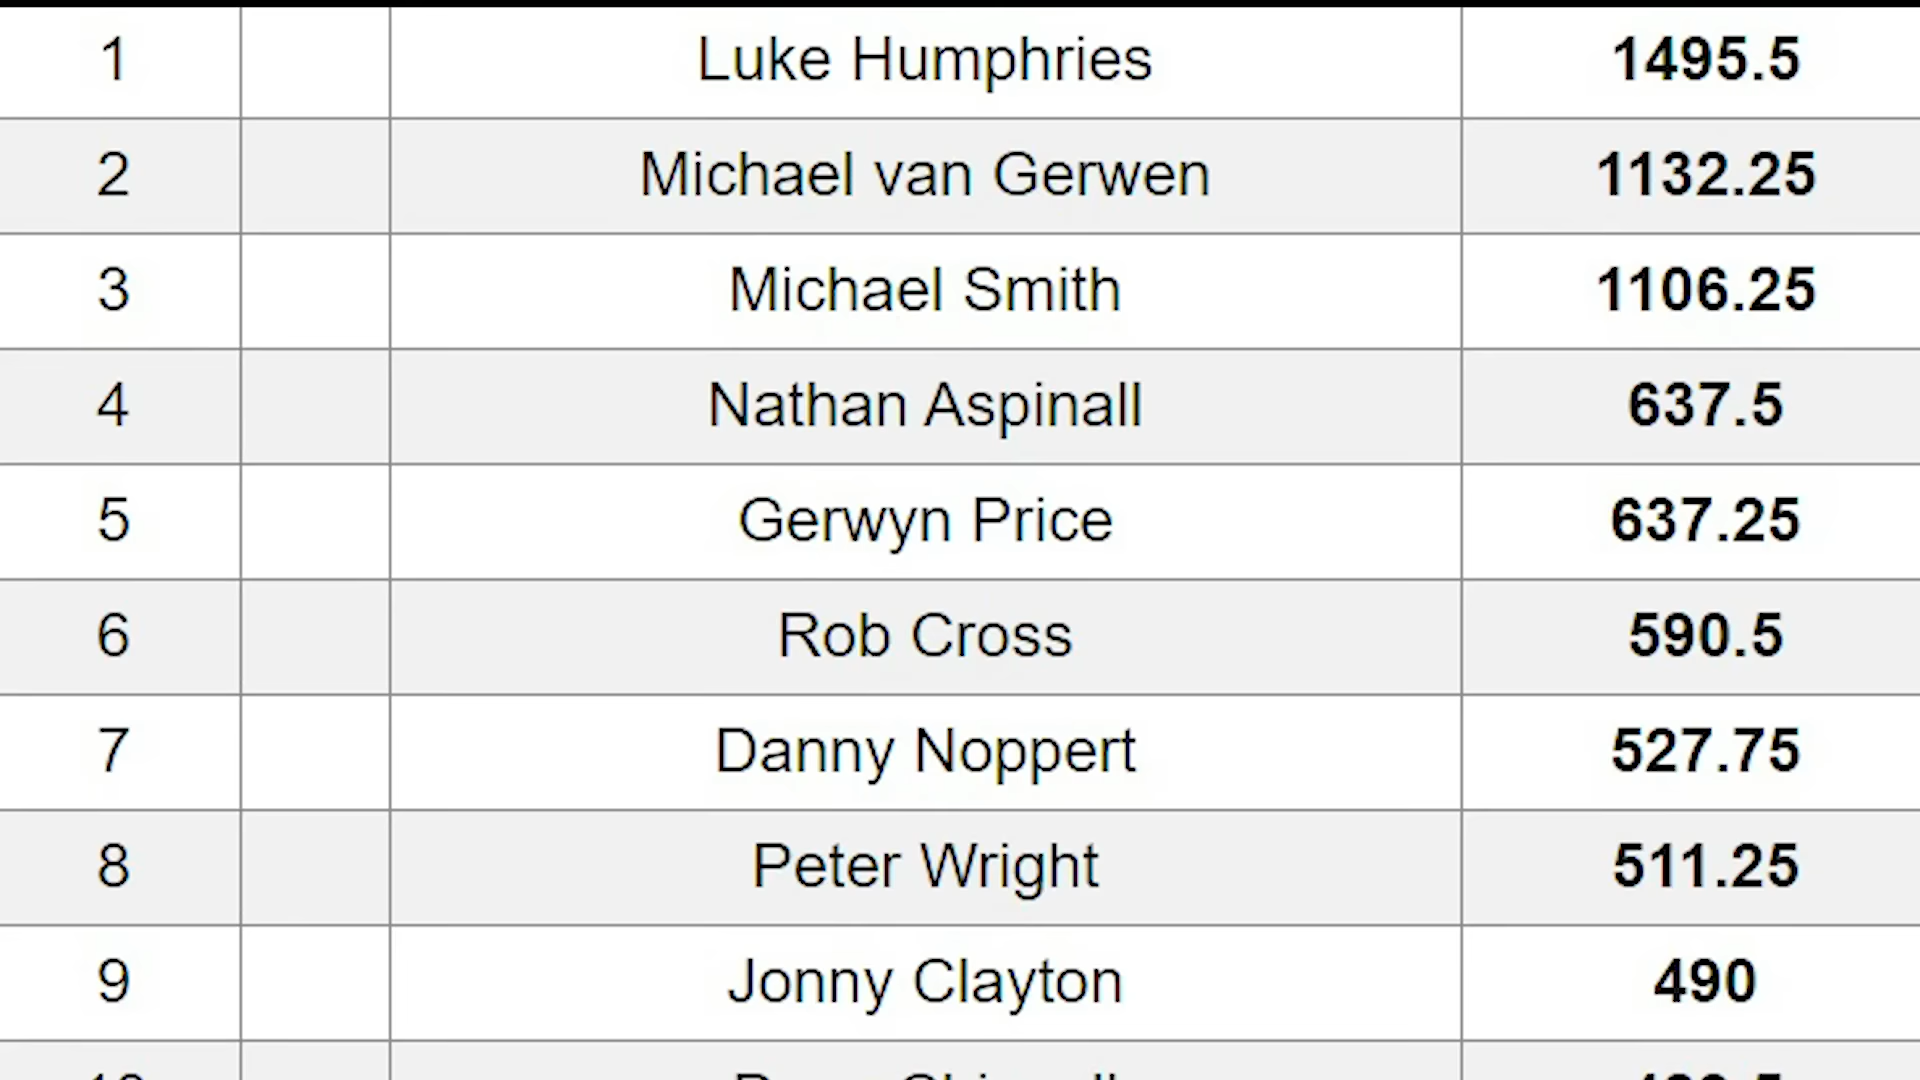 1 Luke Humphries 1495.5
2 Michael van Gerwen 1132.25
3 Michael Smith 1106.25
4 Nathan Aspinall 637.5
5 Gerwyn Price 637.25
6 Rob Cross 590.5
7 Danny Noppert 527.75
8 Peter Wright 511.25
9 Jonny Clayton 490